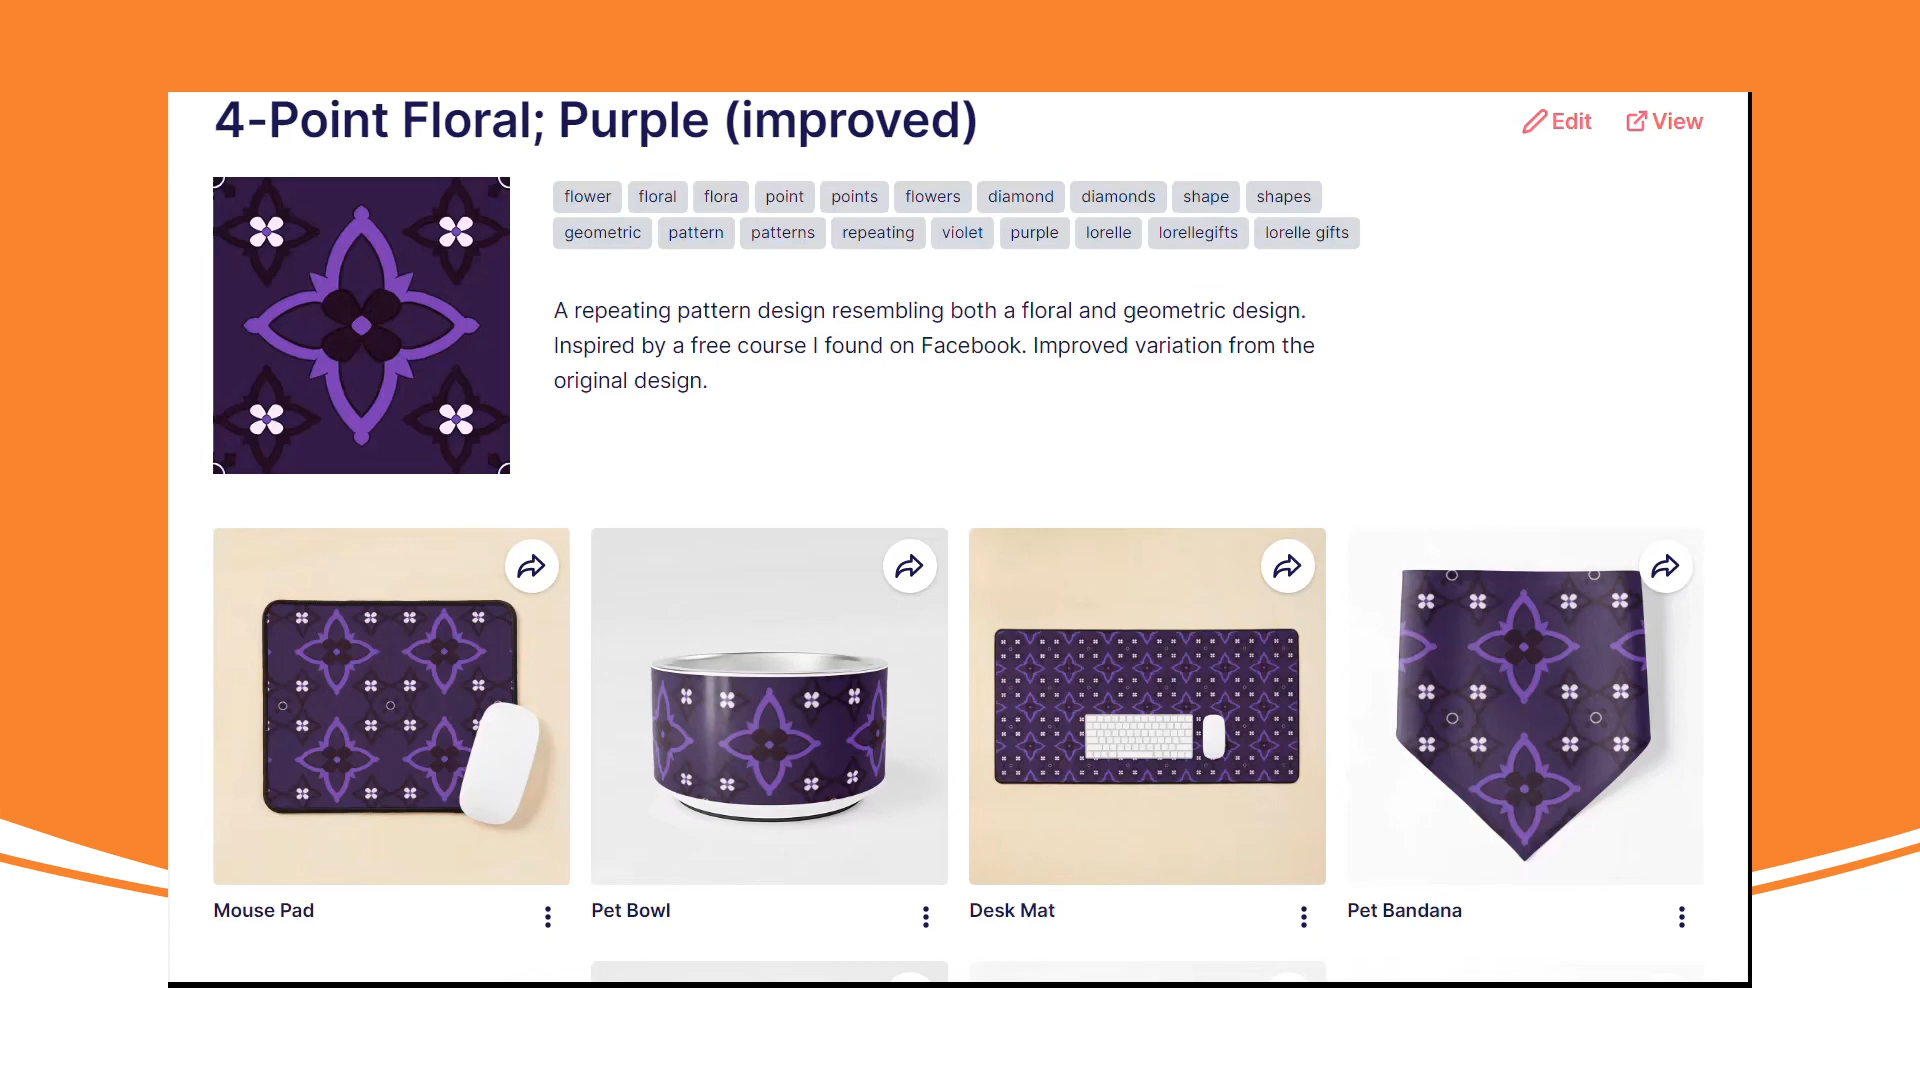 4-Point Floral; Purple (improved)
Edit View
flower floral flora point points flowers diamond diamonds shape shapes
geometric pattern patterns repeating violet purple lorelle lorellegifts lorelle gifts
A repeating pattern design resembling both a floral and geometric design.
Inspired by a free course I found on Facebook. Improved variation from the
original design.
Mouse Pad Pet Bowl Desk Mat Pet Bandana